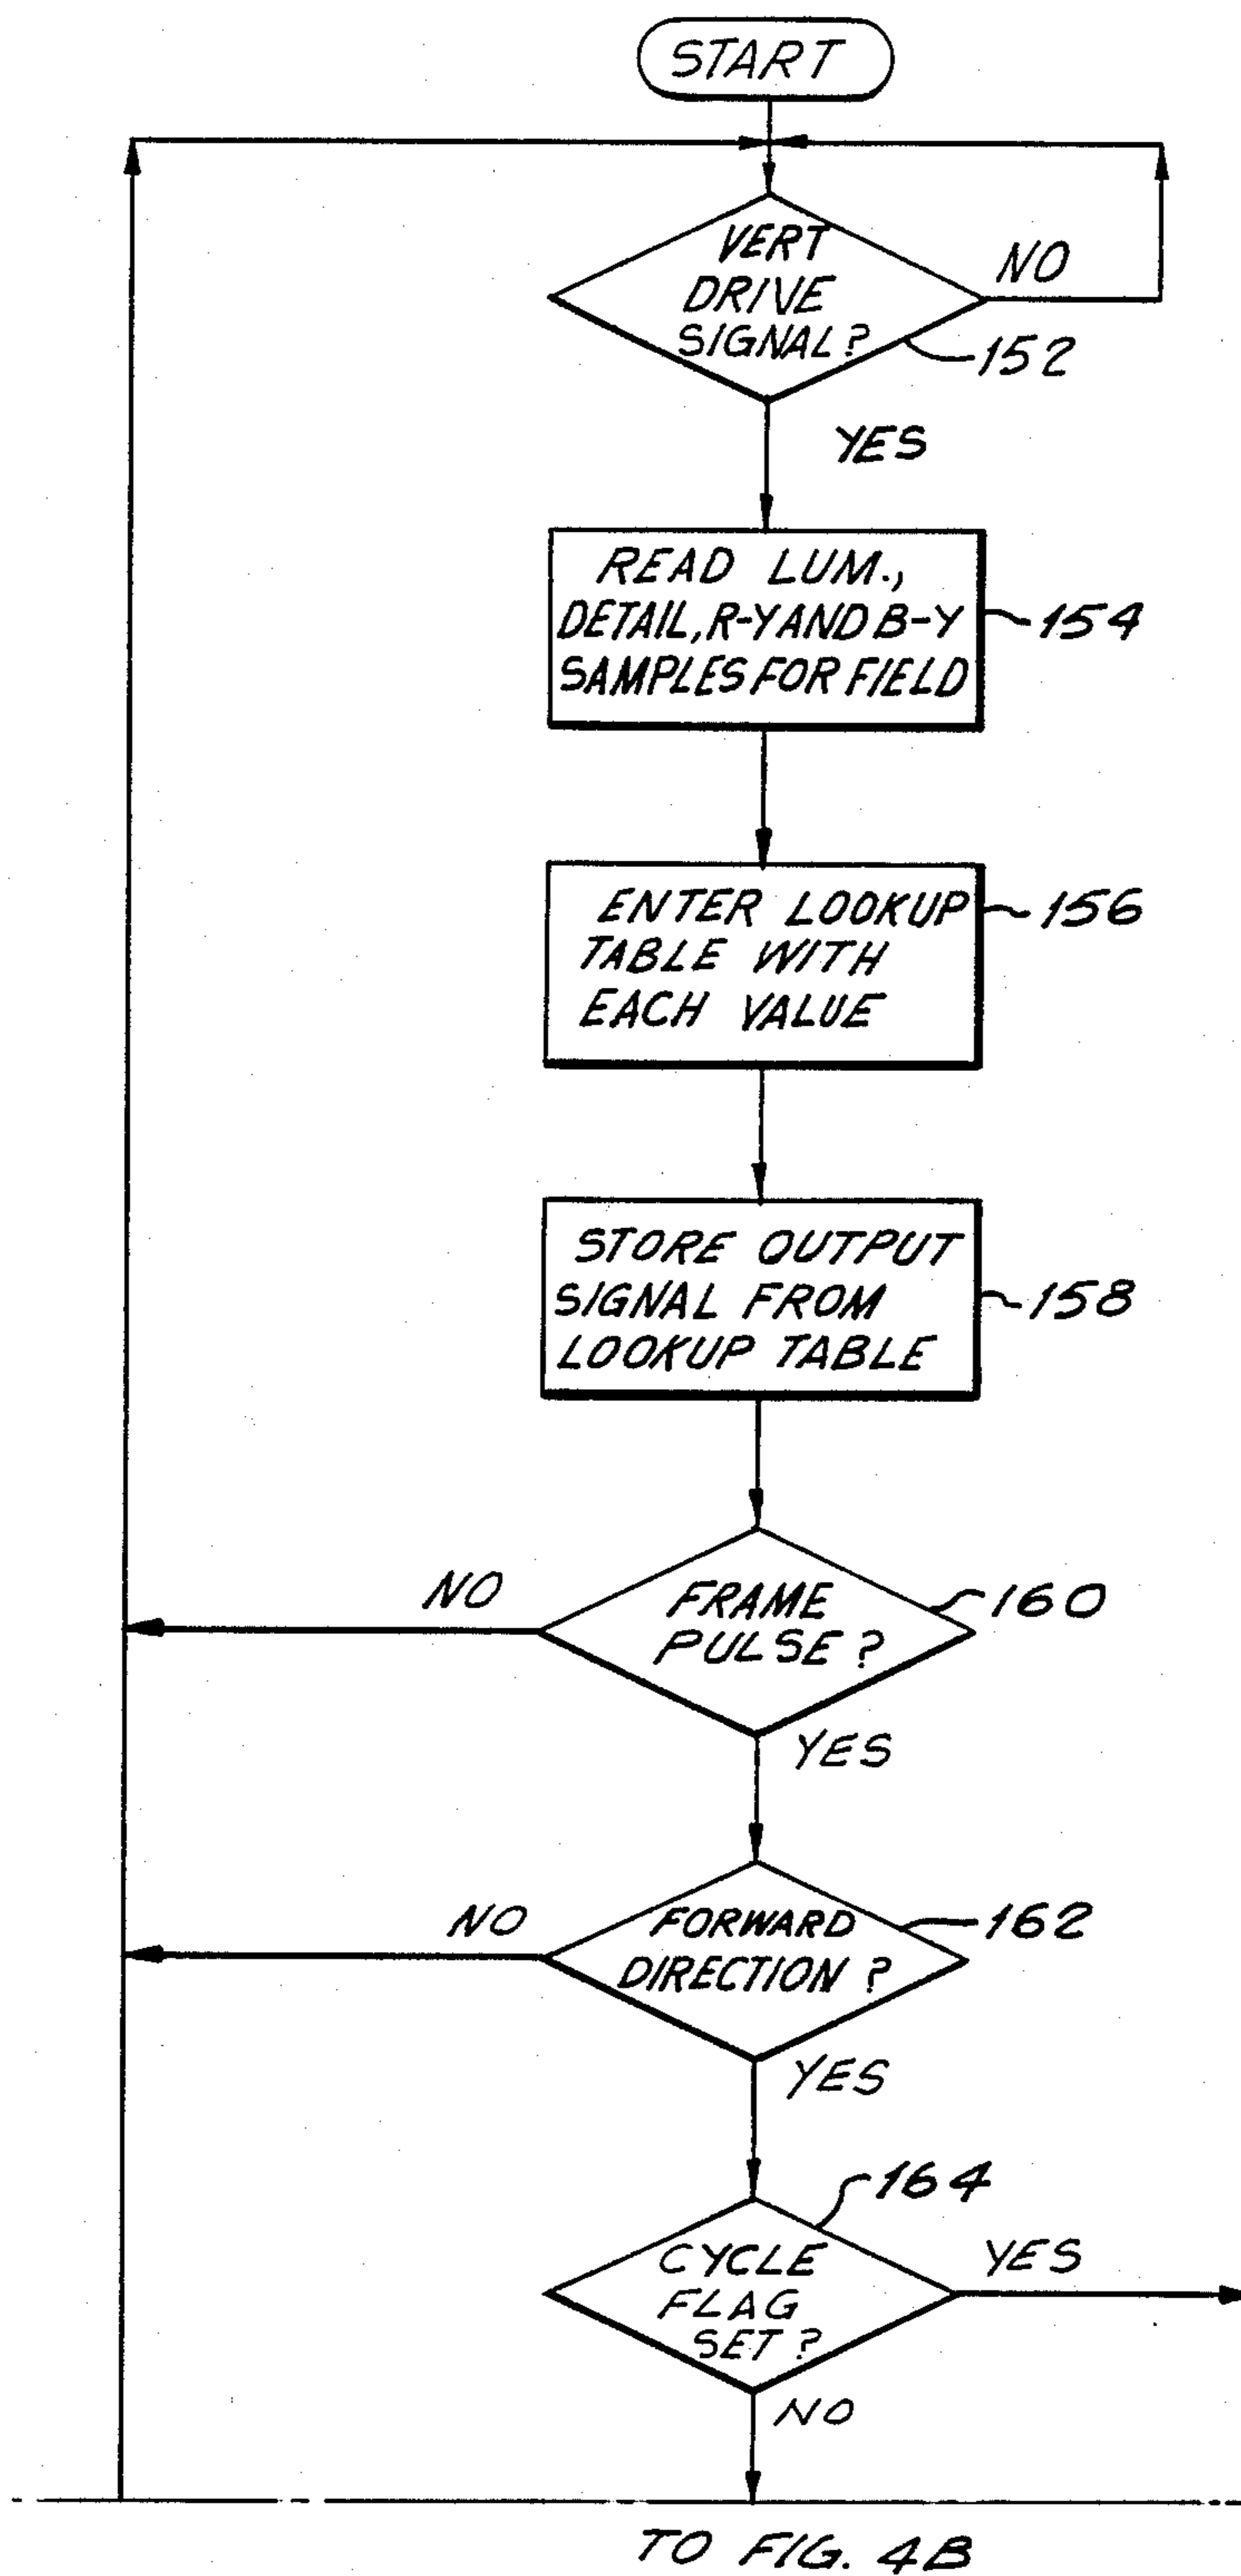 START
VERT
DRIVE
SIGNAL?
NO
152
YES
READ LUM.,
DETAIL, R-Y AND B-Y
SAMPLES FOR FIELD
154
ENTER LOOKUP
TABLE WITH
EACH VALUE
156
STORE OUTPUT
SIGNAL FROM
LOOKUP TABLE
158
NO
FRAME
PULSE?
160
YES
NO
FORWARD
DIRECTION?
162
YES
164
CYCLE
FLAG
SET?
YES
NO
TO FIG. 4B